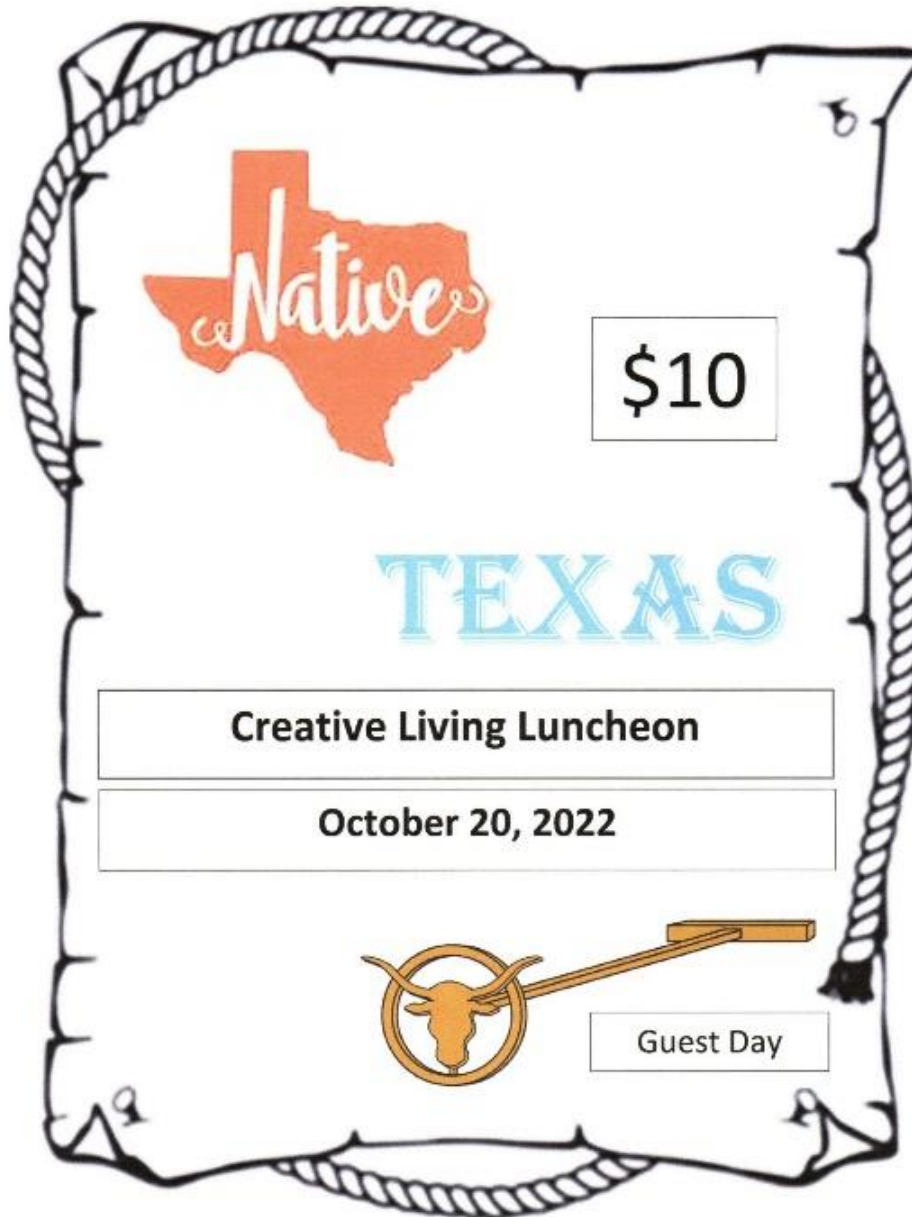 Native
$10
TEXAS
Creative Living Luncheon
October 20, 2022
Guest Day